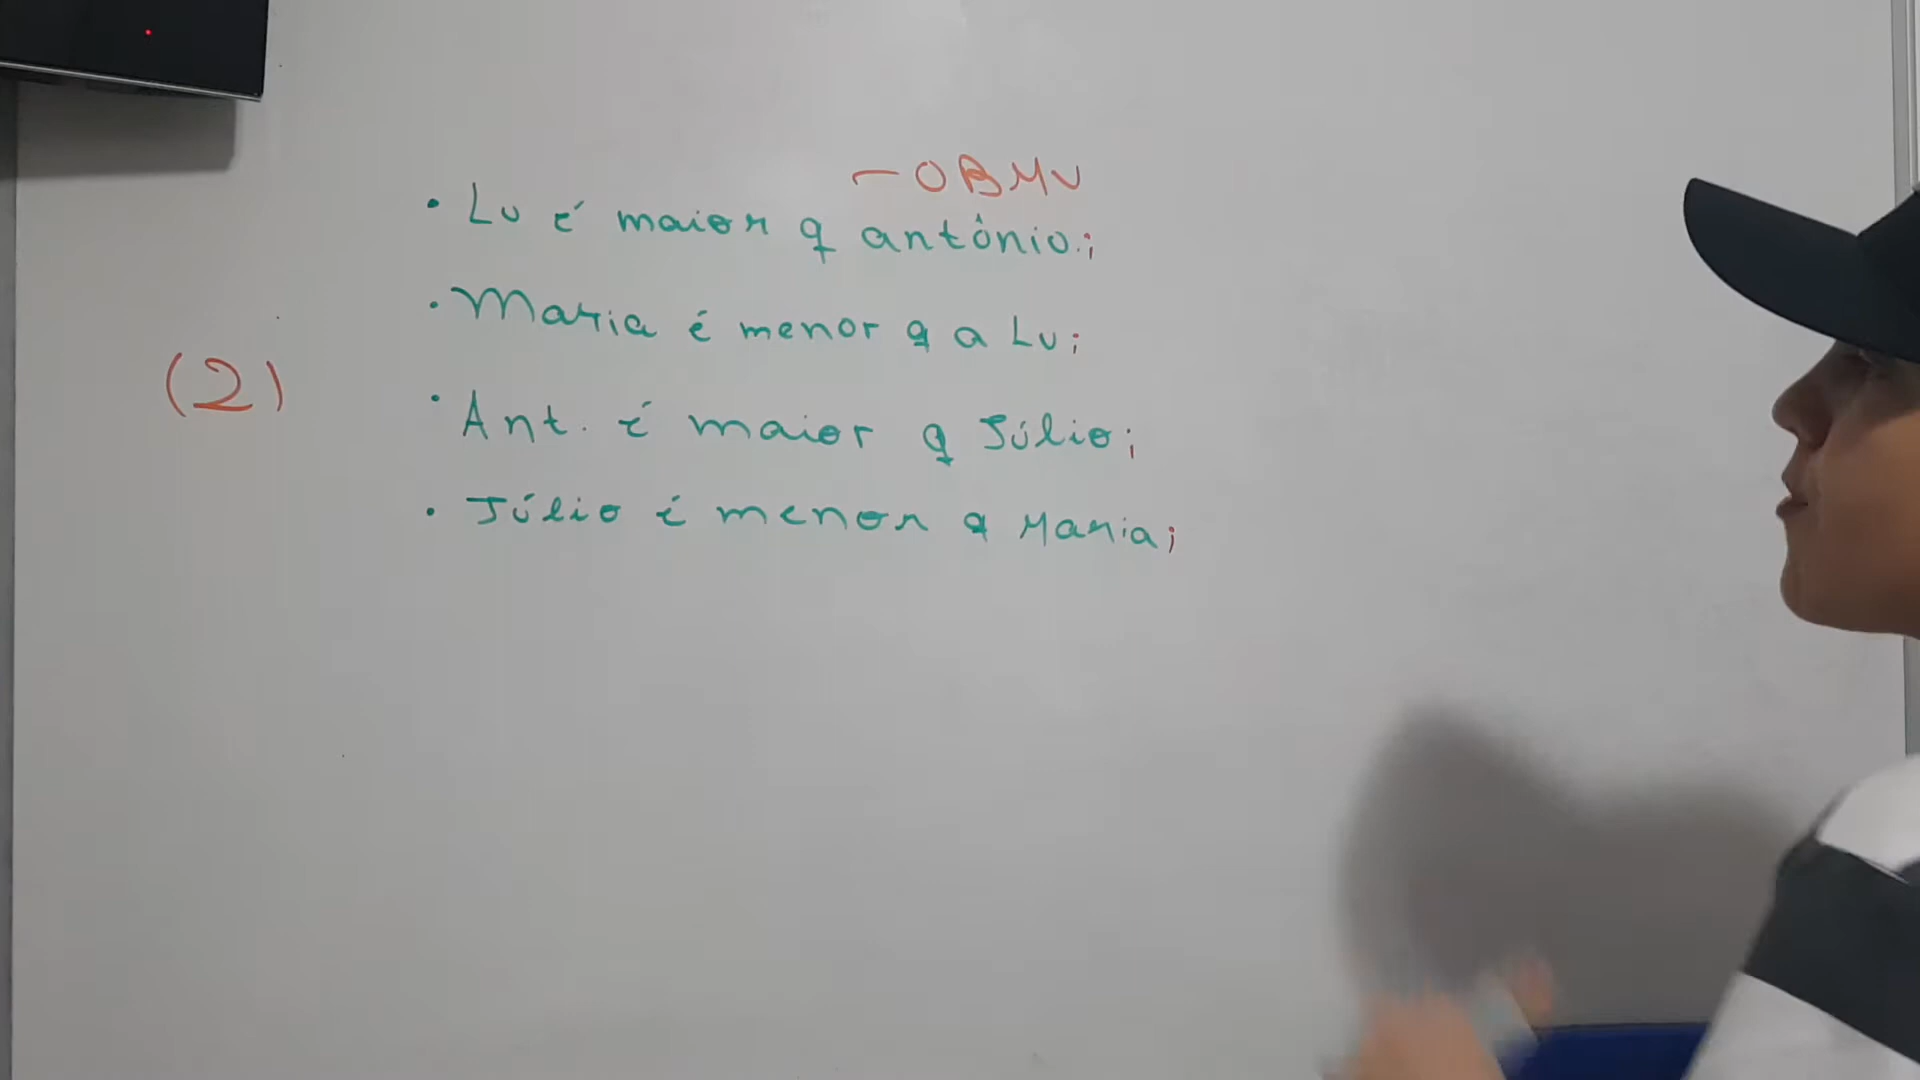 - OBMU
• Lu é maior q antônio.;
• Maria é menor q a Lu;
(2)
• Ant. é maior q Júlio;
• Júlio é menor q Maria;